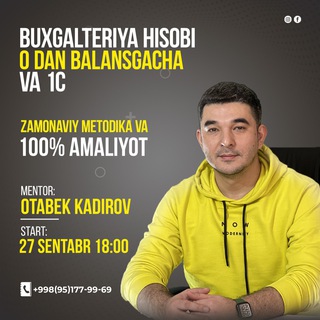 BUXGALTERIYA HISOBI
O DAN BALANSGACHA
VA 1C
ZAMONAVIY METODIKA VA
100% AMALIYOT
MENTOR:
OTABEK KADIROV
START:
27 SENTABR 18:00
+998(95)177-99-69
N O W
MODERNITY